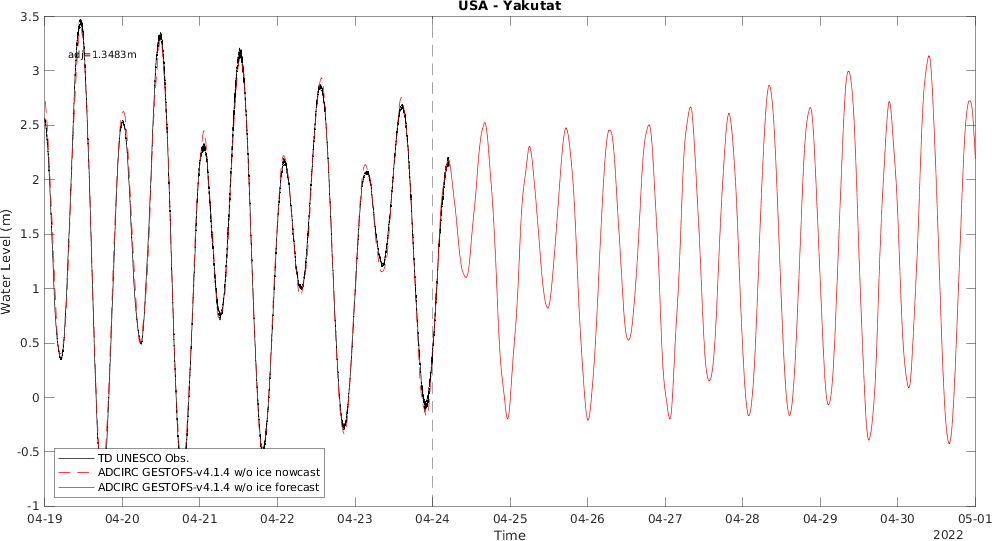 USA - Yakutat
adj=1.3483m
3.5
3
2.5
2
1.5
1
0.5
0
-0.5
-1
Water Level (m)
TD UNESCO Obs.
ADCIRC GESTOFS-v4.1.4 w/o ice nowcast
ADCIRC GESTOFS-v4.1.4 w/o ice forecast
04-19 04-20 04-21 04-22 04-23 04-24 04-25 04-26 04-27 04-28 04-29 04-30 05-01
Time
2022